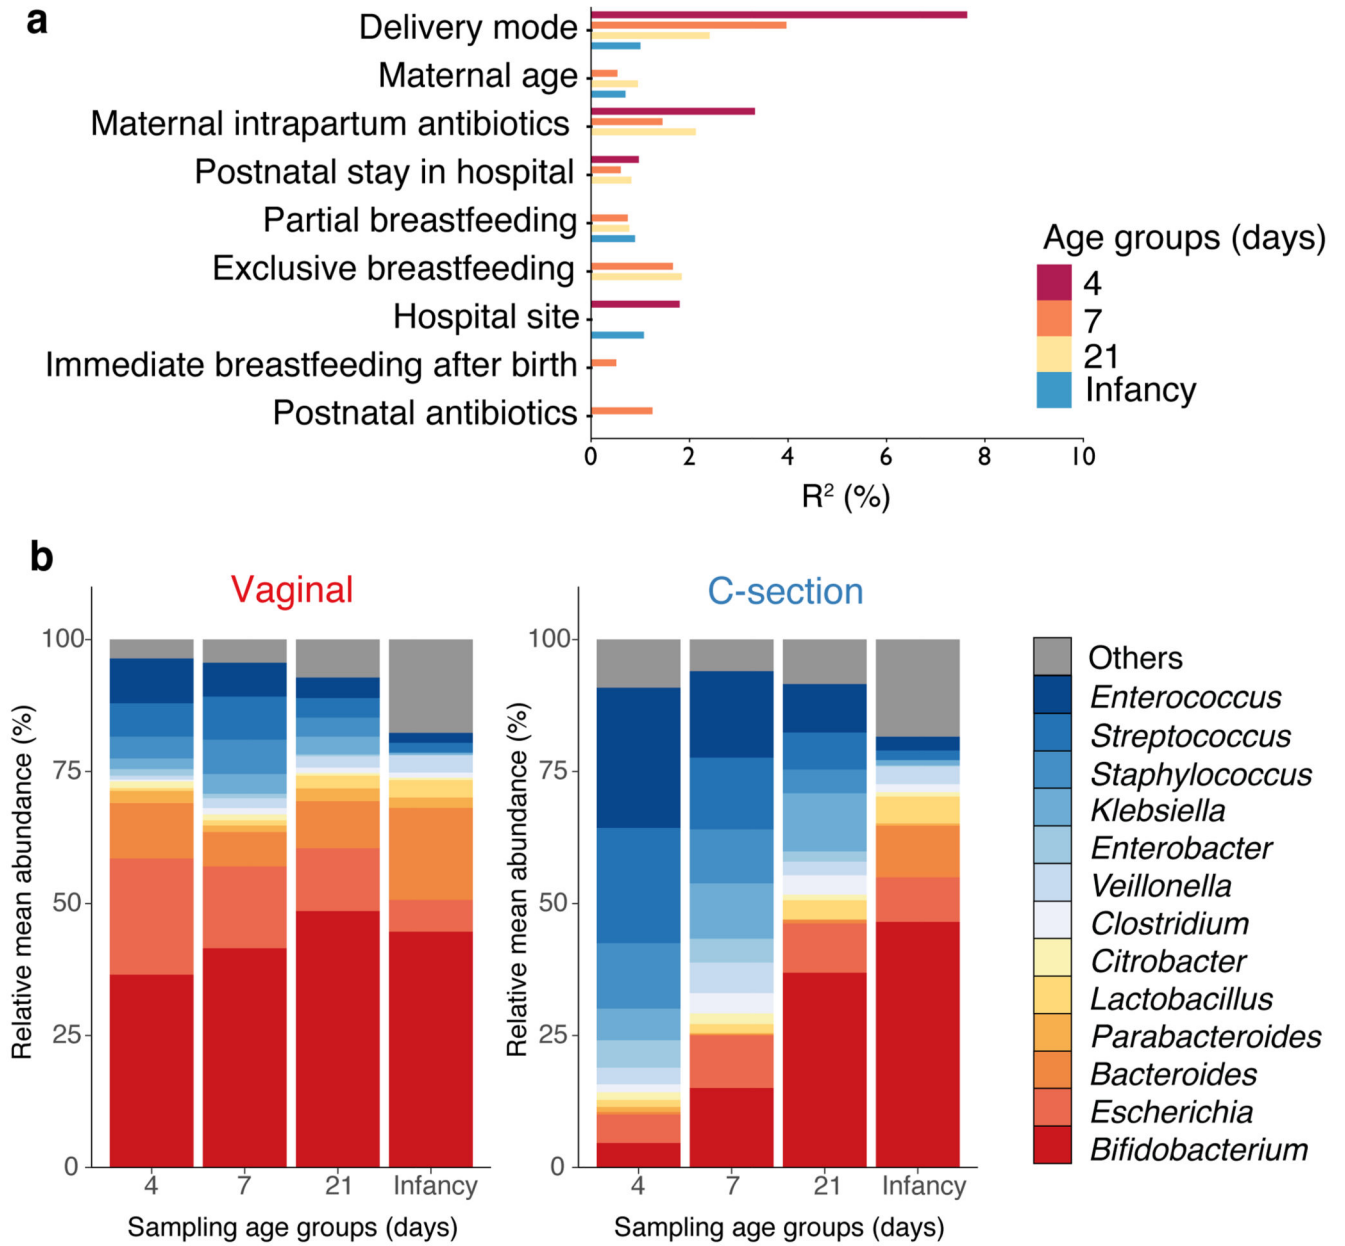 a
Delivery mode
Maternal age
Maternal intrapartum antibiotics
Postnatal stay in hospital
Partial breastfeeding
Exclusive breastfeeding
Hospital site
Immediate breastfeeding after birth
Postnatal antibiotics
0 2 4 6 8 10
R² (%)
Age groups (days)
4
7
21
Infancy
b
Vaginal
Relative mean abundance (%)
100
75
50
25
0
4 7 21 Infancy
Sampling age groups (days)
C-section
Relative mean abundance (%)
100
75
50
25
0
4 7 21 Infancy
Sampling age groups (days)
Others
Enterococcus
Streptococcus
Staphylococcus
Klebsiella
Enterobacter
Veillonella
Clostridium
Citrobacter
Lactobacillus
Parabacteroides
Bacteroides
Escherichia
Bifidobacterium